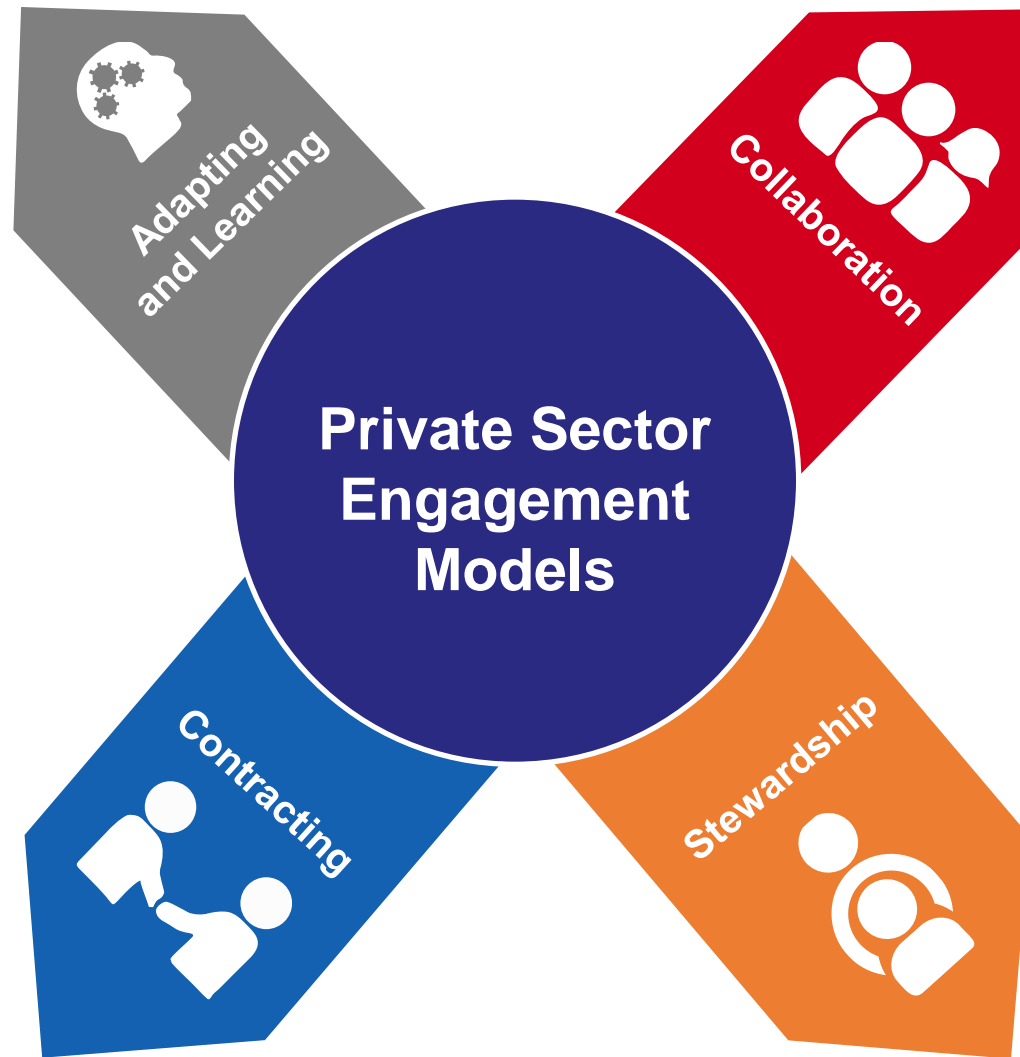 Adapting
and Learning
Collaboration
Private Sector
Engagement
Models
Contracting
Stewardship